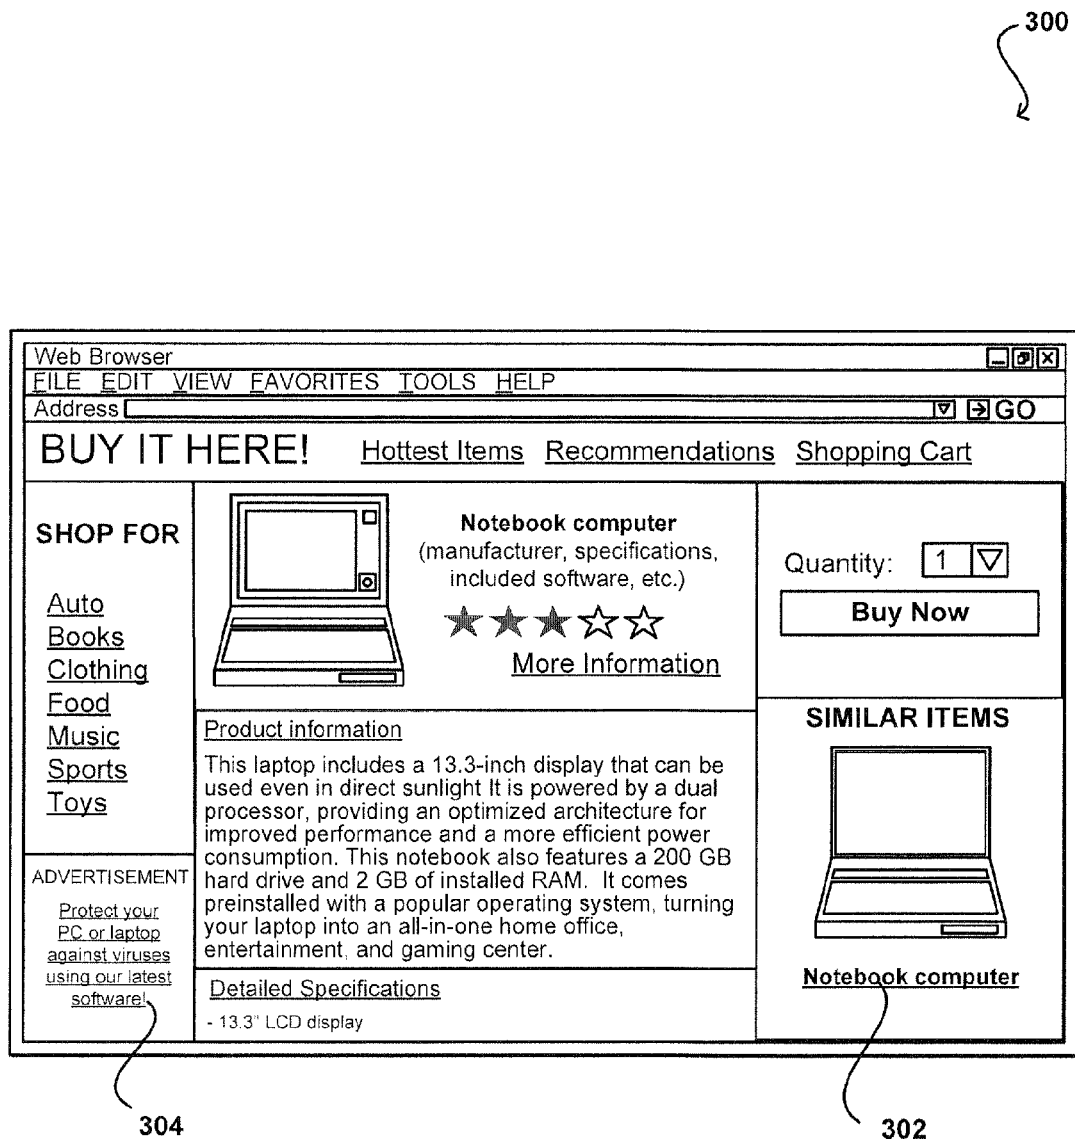 300
Web Browser
FILE EDIT VIEW FAVORITES TOOLS HELP
Address GO
BUY IT HERE! Hottest Items Recommendations Shopping Cart
SHOP FOR
Auto
Books
Clothing
Food
Music
Sports
Toys
ADVERTISEMENT
Protect your
PC or laptop
against viruses
using our latest
software!
304
Notebook computer
(manufacturer, specifications,
included software, etc.)
More Information
Product information
This laptop includes a 13.3-inch display that can be
used even in direct sunlight It is powered by a dual
processor, providing an optimized architecture for
improved performance and a more efficient power
consumption. This notebook also features a 200 GB
hard drive and 2 GB of installed RAM. It comes
preinstalled with a popular operating system, turning
your laptop into an all-in-one home office,
entertainment, and gaming center.
Detailed Specifications
- 13.3" LCD display
Quantity: 1
Buy Now
SIMILAR ITEMS
Notebook computer
302